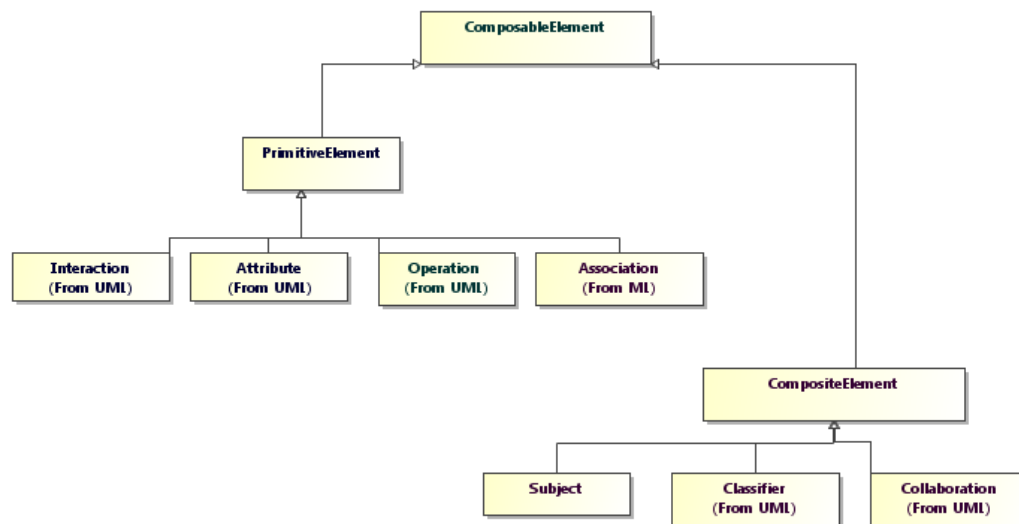 ComposableElement
PrimitiveElement
Interaction
(From UML)
Attribute
(From UML)
Operation
(From UML)
Association
(From ML)
CompositeElement
Subject
Classifier
(From UML)
Collaboration
(From UML)